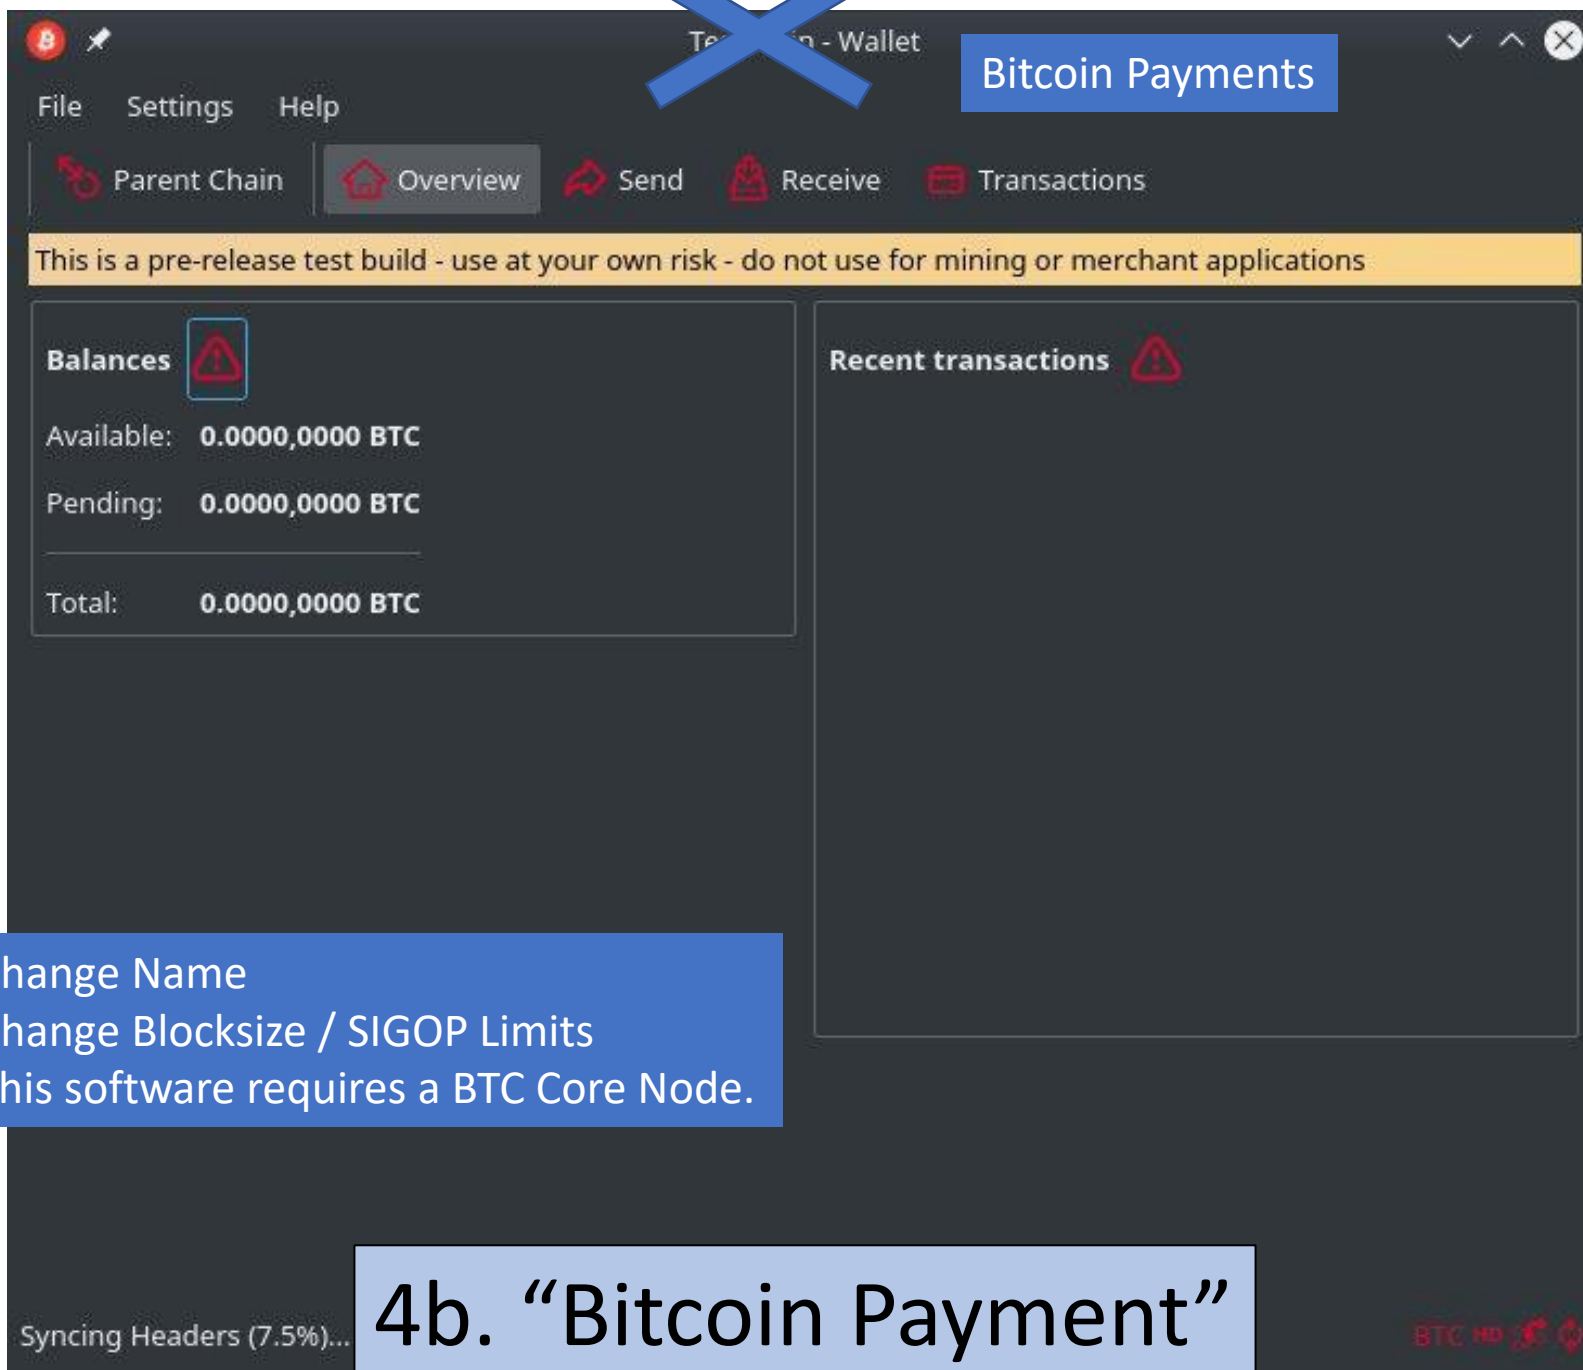 - Wallet
Bitcoin Payments
File Settings Help
Parent Chain Overview Send Receive Transactions
This is a pre-release test build - use at your own risk - do not use for mining or merchant applications
Balances
Available: 0.0000,0000 BTC
Pending: 0.0000,0000 BTC
Total: 0.0000,0000 BTC
Recent transactions
hange Name
hange Blocksize / SIGOP Limits
his software requires a BTC Core Node.
4b. “Bitcoin Payment”
Syncing Headers (7.5%)...
BTC HD